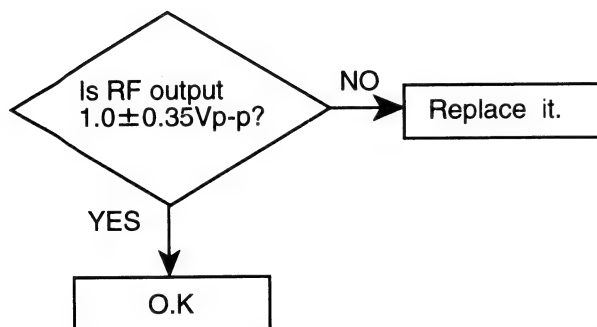 Is RF output
1.0±0.35Vp-p?
NO
Replace it.
YES
O.K